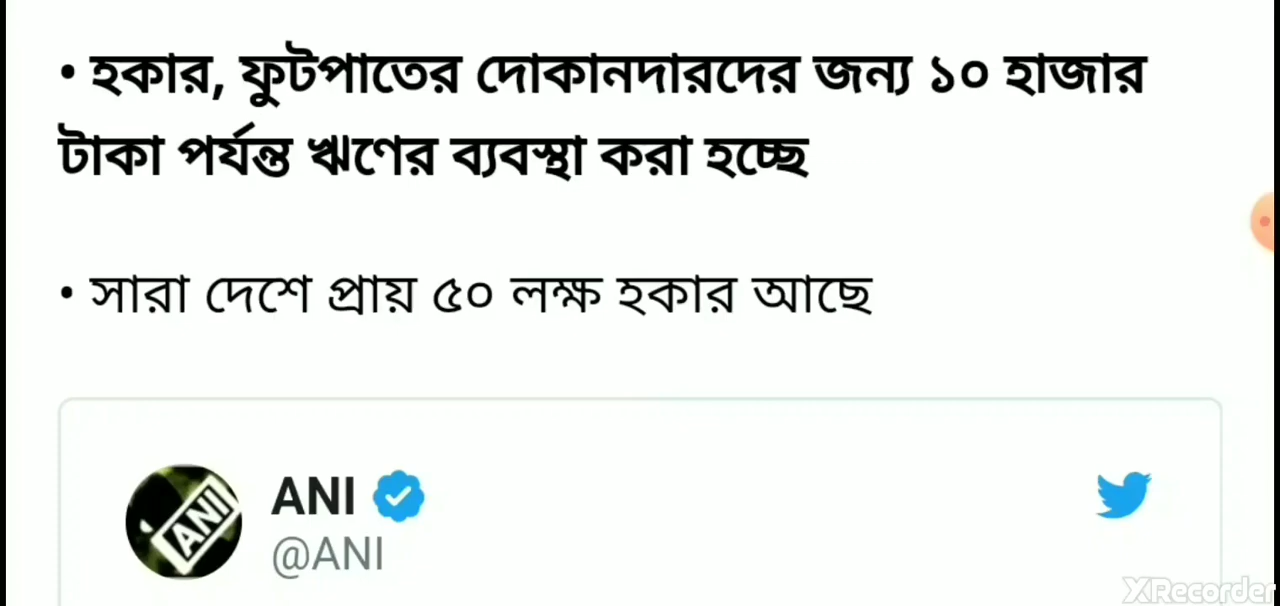 • হকার, ফুটপাতের দোকানদারদের জন্য ১০ হাজার
টাকা পর্যন্ত ঋণের ব্যবস্থা করা হচ্ছে
• সারা দেশে প্রায় ৫০ লক্ষ হকার আছে
ANI
ANI
@ANI
XRecorder